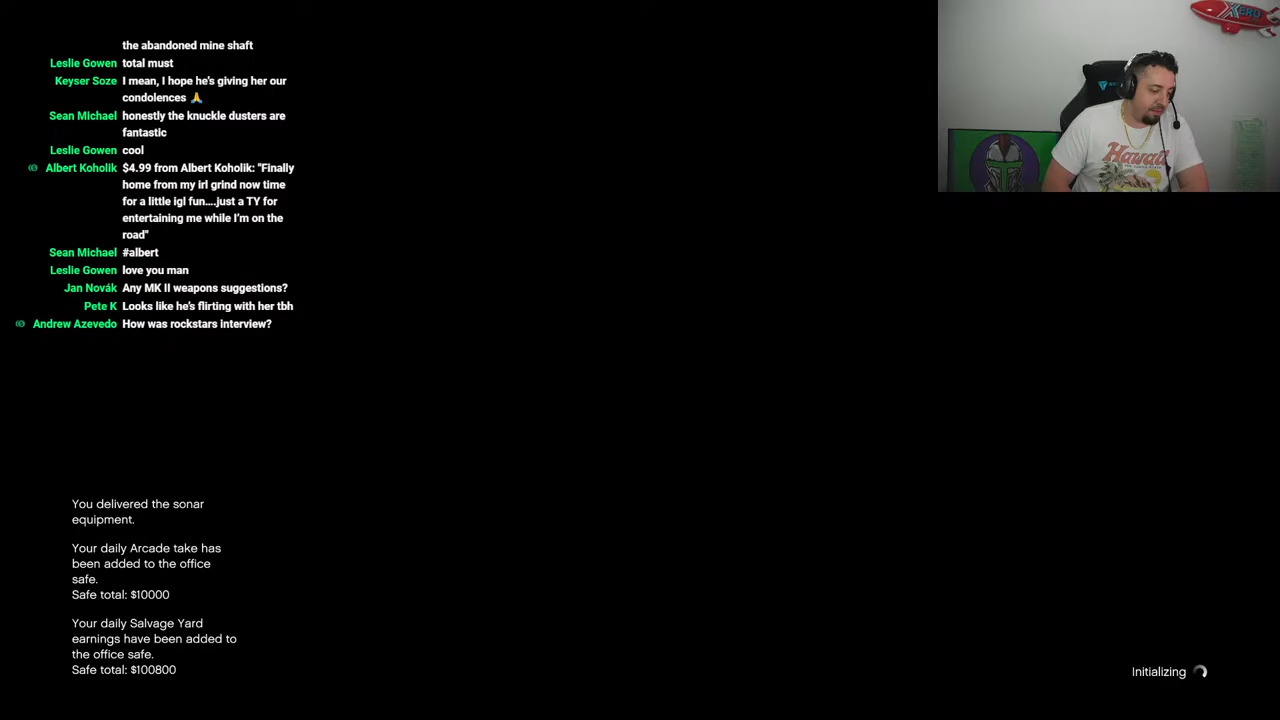 the abandoned mine shaft
Leslie Gowen total must
Keyser Soze I mean, I hope he's giving her our
condolences 🙏
Sean Michael honestly the knuckle dusters are
fantastic
Leslie Gowen cool
Albert Koholik $4.99 from Albert Koholik: "Finally
home from my irl grind now time
for a little igl fun....just a TY for
entertaining me while I'm on the
road"
Sean Michael #albert
Leslie Gowen love you man
Jan Novák Any MK II weapons suggestions?
Pete K Looks like he's flirting with her tbh
Andrew Azevedo How was rockstars interview?
You delivered the sonar
equipment.
Your daily Arcade take has
been added to the office
safe.
Safe total: $10000
Your daily Salvage Yard
earnings have been added to
the office safe.
Safe total: $100800
Initializing
XERO
Hawaii